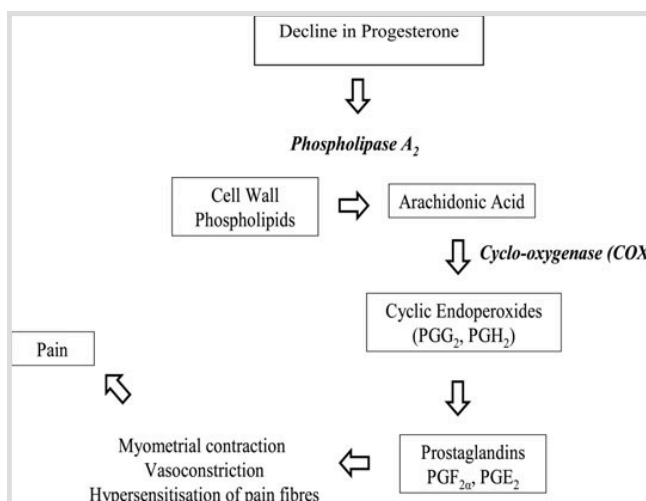 Decline in Progesterone
Phospholipase A₂
Cell Wall
Phospholipids
Arachidonic Acid
Cyclo-oxygenase (COX
Cyclic Endoperoxides
(PGG₂, PGH₂)
Pain
Myometrial contraction
Vasoconstriction
Hypersensitisation of pain fibres
Prostaglandins
PGF₂α, PGE₂